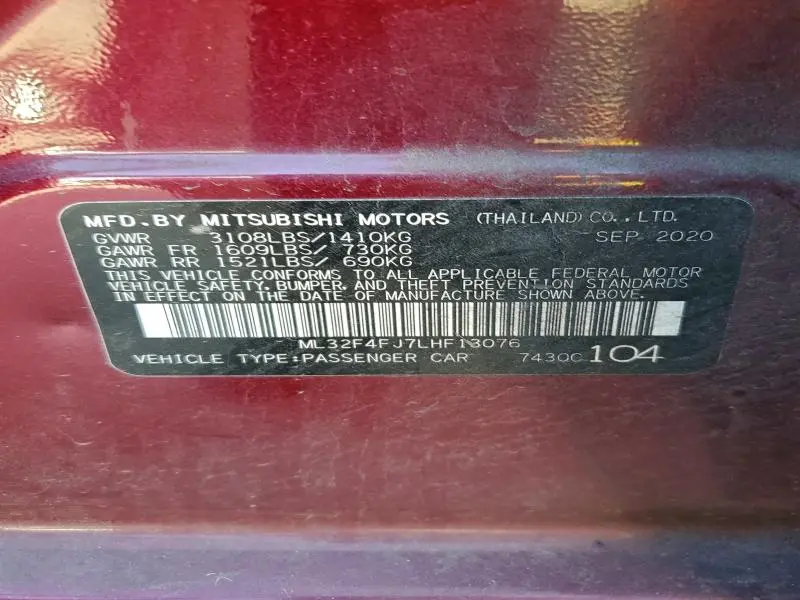 MFD.BY MITSUBISHI MOTORS (THAILAND)CO.,LTD.
GVWR 3108LBS/1410KG SEP 2020
GAWR FR 1609LBS/ 730KG
GAWR RR 1521LBS/ 690KG
THIS VEHICLE CONFORMS TO ALL APPLICABLE FEDERAL MOTOR
VEHICLE SAFETY, BUMPER, AND THEFT PREVENTION STANDARDS
IN EFFECT ON THE DATE OF MANUFACTURE SHOWN ABOVE.
ML32F4FJ7LHF13076
VEHICLE TYPE:PASSENGER CAR 7430C 104